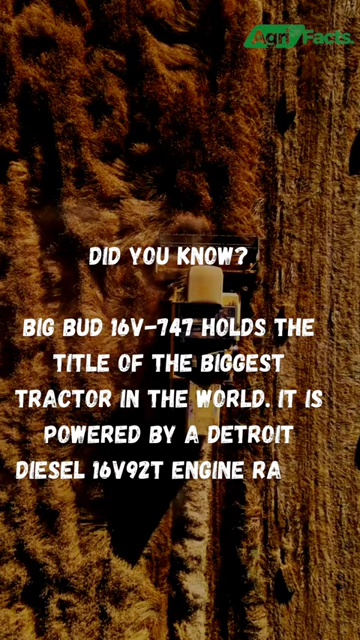 Agri Facts
DID YOU KNOW?
BIG BUD 16V-747 HOLDS THE
TITLE OF THE BIGGEST
TRACTOR IN THE WORLD. IT IS
POWERED BY A DETROIT
DIESEL 16V92T ENGINE RA